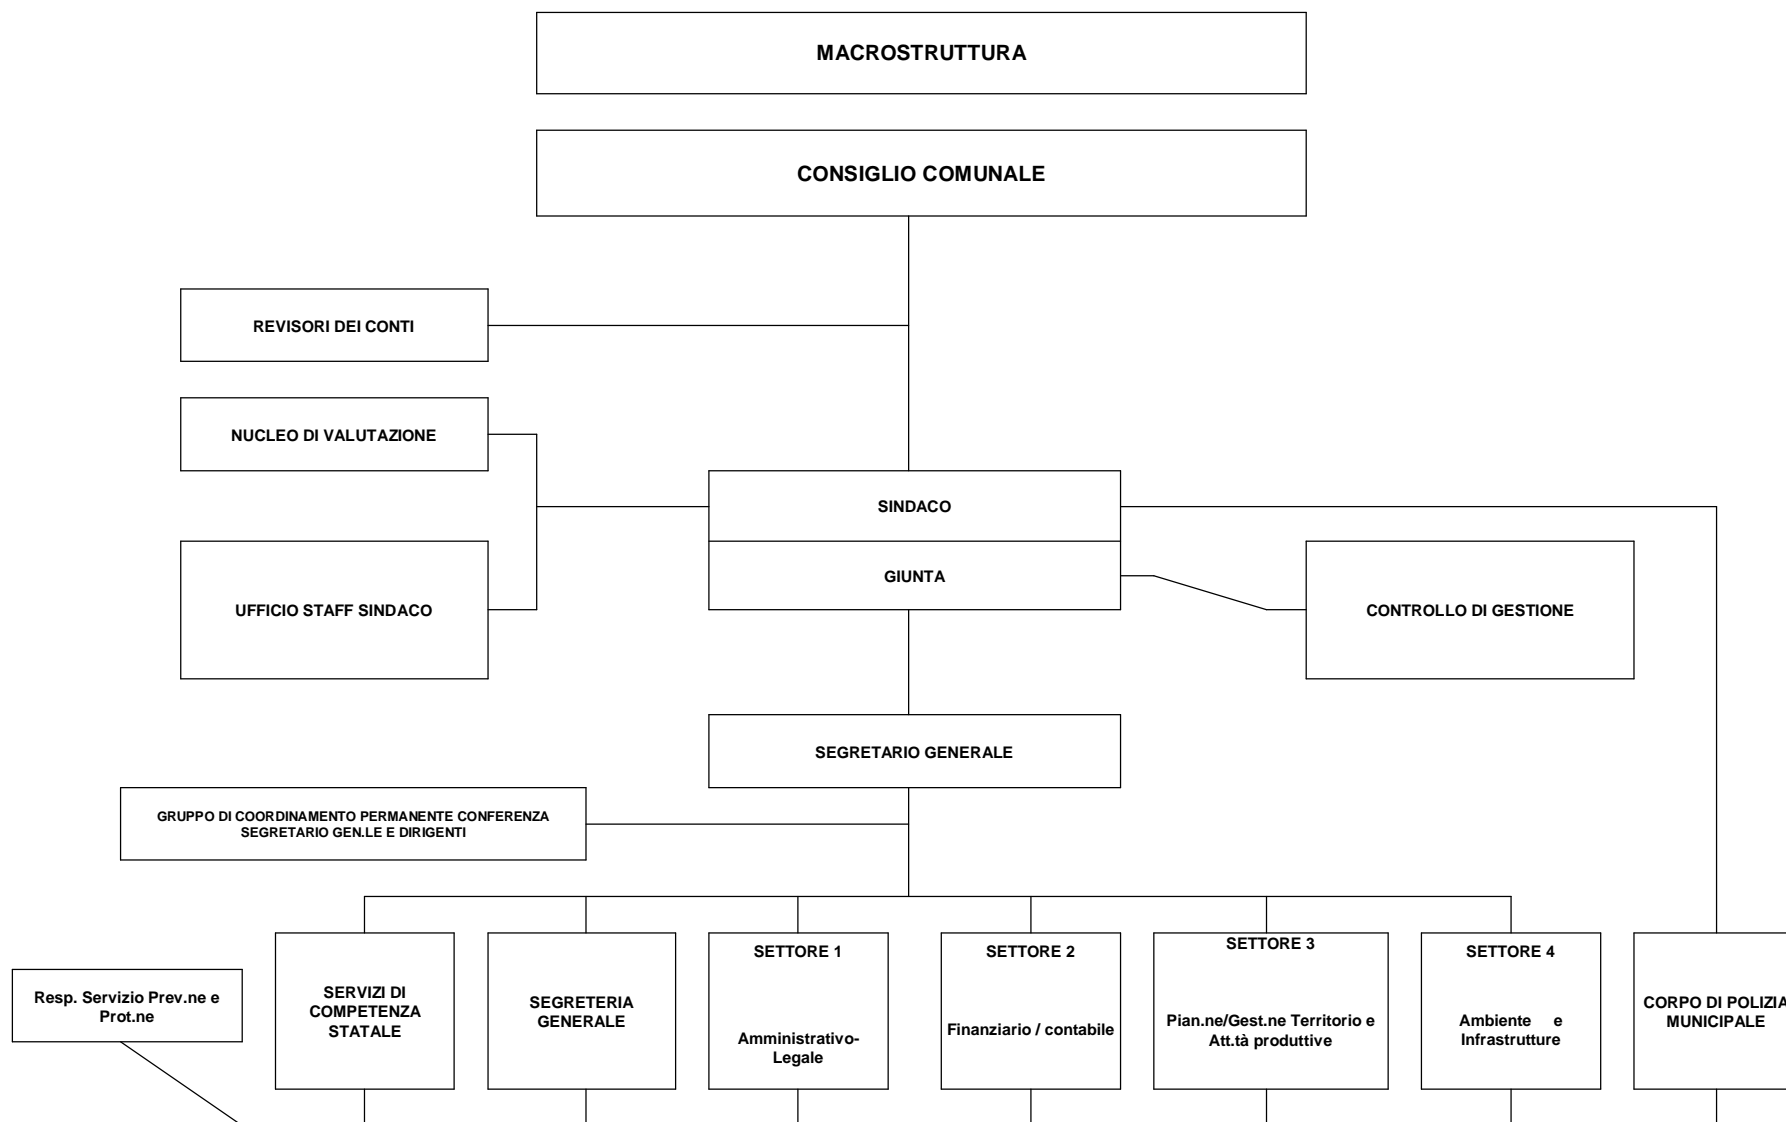 MACROSTRUTTURA
CONSIGLIO COMUNALE
REVISORI DEI CONTI
NUCLEO DI VALUTAZIONE
SINDACO
UFFICIO STAFF SINDACO
GIUNTA
CONTROLLO DI GESTIONE
SEGRETARIO GENERALE
GRUPPO DI COORDINAMENTO PERMANENTE CONFERENZA
SEGRETARIO GEN.LE E DIRIGENTI
Resp. Servizio Prev.ne e
Prot.ne
SERVIZI DI
COMPETENZA
STATALE
SEGRETERIA
GENERALE
SETTORE 1
Amministrativo-
Legale
SETTORE 2
Finanziario / contabile
SETTORE 3
Pian.ne/Gest.ne Territorio e
Att.tà produttive
SETTORE 4
Ambiente e
Infrastrutture
CORPO DI POLIZIA
MUNICIPALE